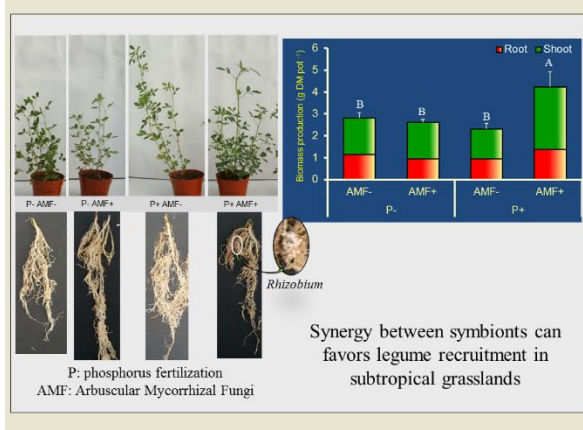 P- AMF-
P- AMF+
P+ AMF-
P+ AMF+
Rhizobium
P: phosphorus fertilization
AMF: Arbuscular Mycorrhizal Fungi
Root
Shoot
Biomass production (g DM pot -1)
6
5
4
3
2
1
0
B
B
B
A
AMF-
AMF+
AMF-
AMF+
P-
P+
Synergy between symbionts can
favors legume recruitment in
subtropical grasslands